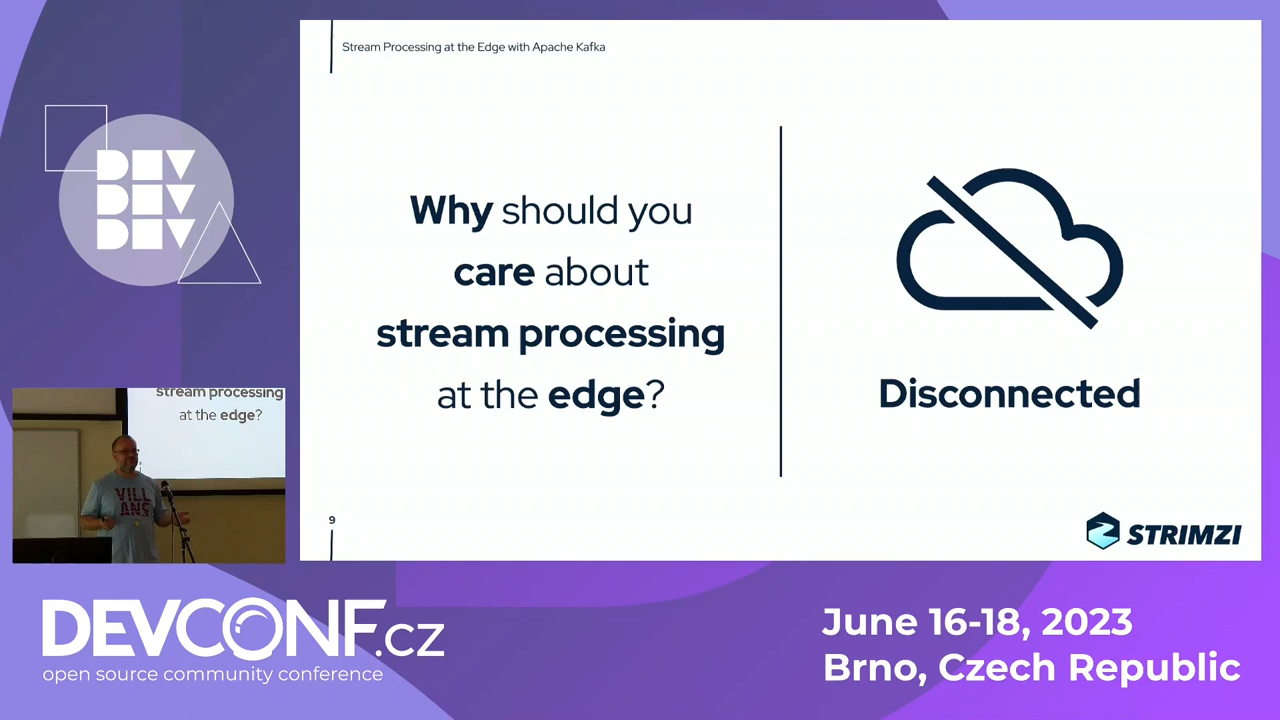 Stream Processing at the Edge with Apache Kafka
DEV
DEV
DEV
Why should you
care about
stream processing
at the edge?
Disconnected
9
STRIMZI
stream processing
at the edge?
VILL
ANS
DEVCONF.cz
open source community conference
June 16-18, 2023
Brno, Czech Republic